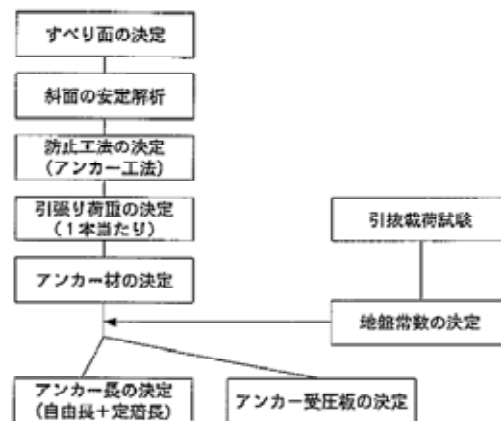 すべり面の決定
斜面の安定解析
防止工法の決定
(アンカー工法)
引張り荷重の決定
(1本当たり)
引抜載荷試験
アンカー材の決定
地盤常数の決定
アンカー長の決定
(自由長+定着長)
アンカー受圧板の決定